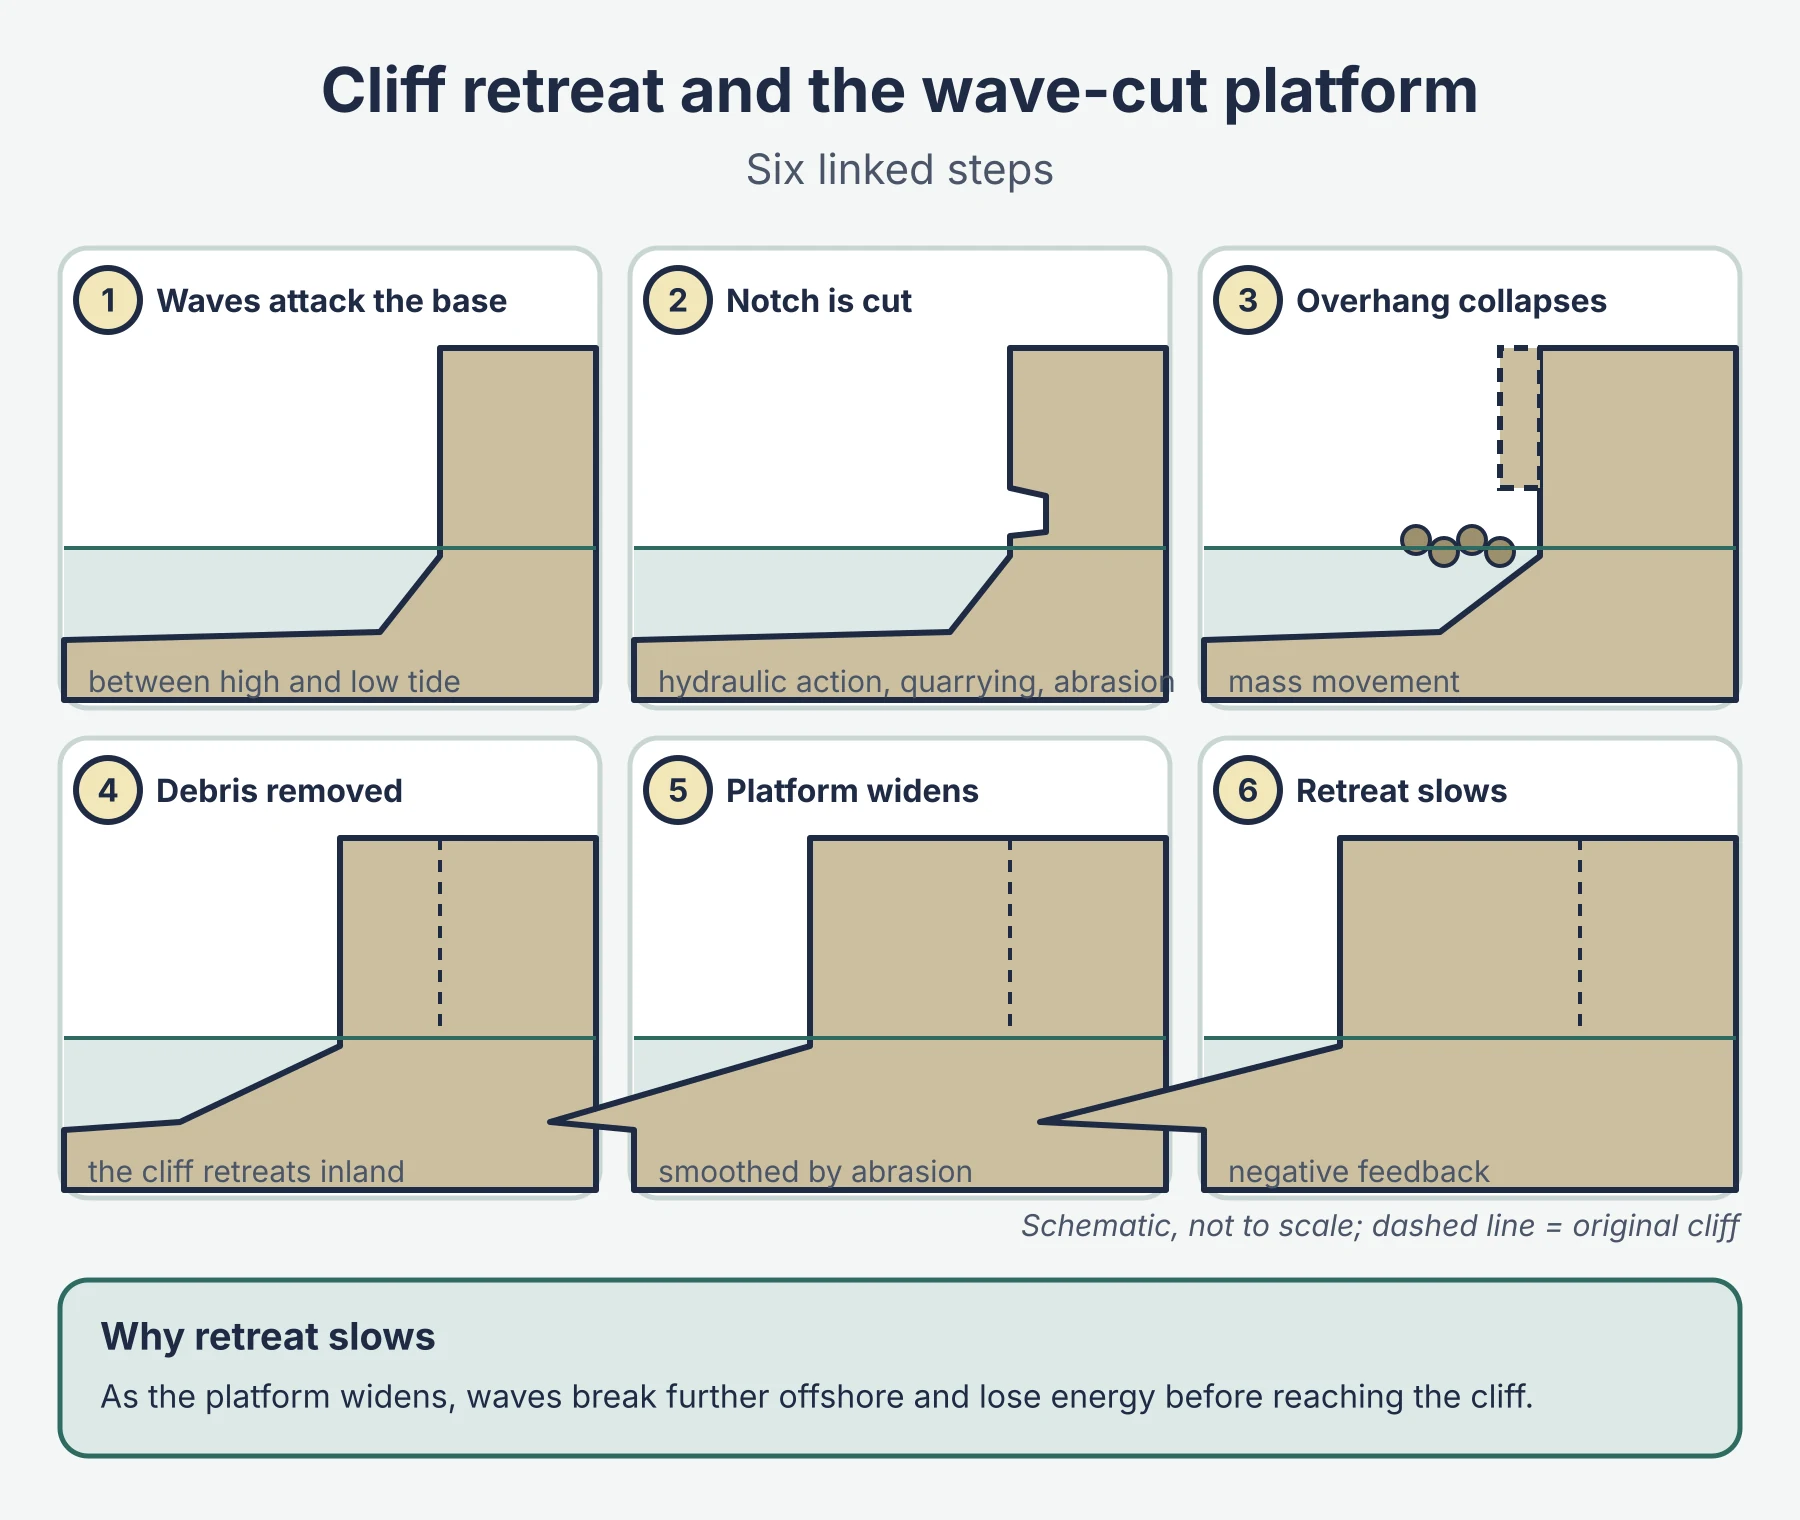 Cliff retreat and the wave-cut platform
Six linked steps
1 Waves attack the base
between high and low tide
2 Notch is cut
hydraulic action, quarrying, abrasion
3 Overhang collapses
mass movement
4 Debris removed
the cliff retreats inland
5 Platform widens
smoothed by abrasion
6 Retreat slows
negative feedback
Schematic, not to scale; dashed line = original cliff
Why retreat slows
As the platform widens, waves break further offshore and lose energy before reaching the cliff.